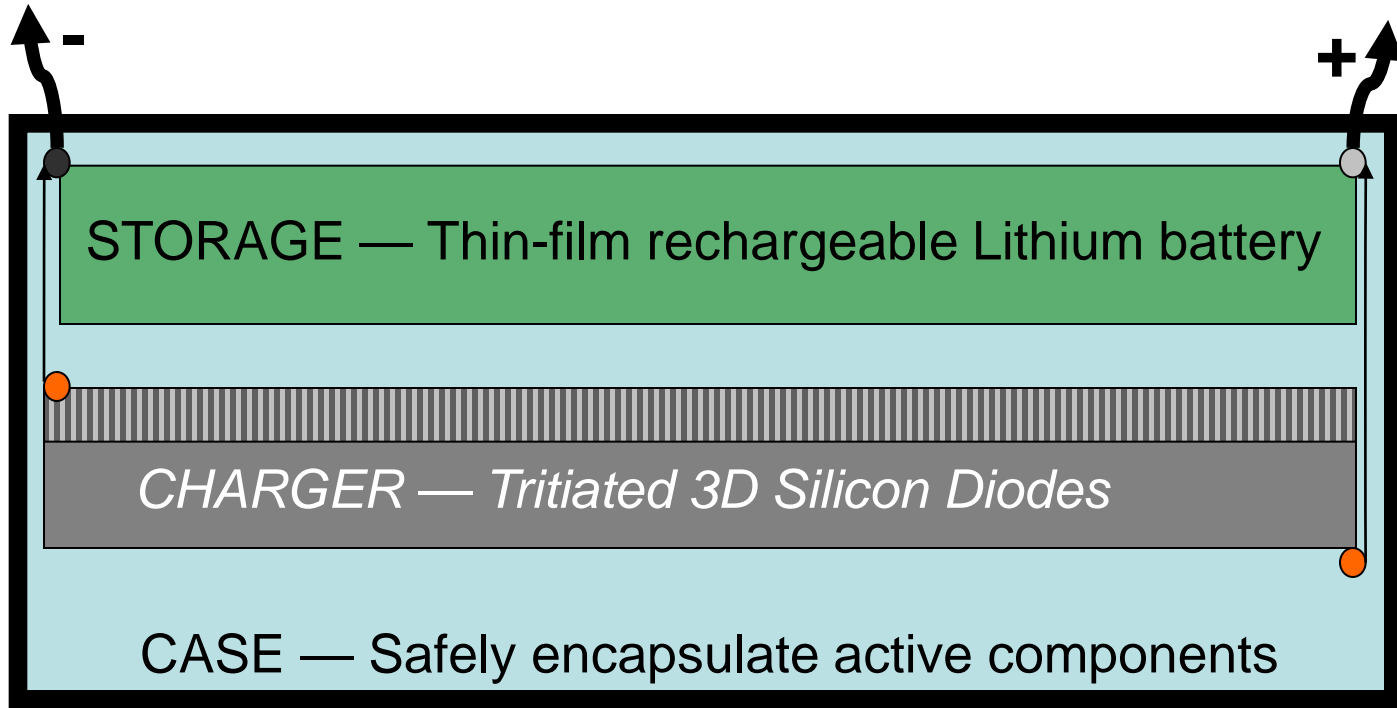 -
+
STORAGE — Thin-film rechargeable Lithium battery
CHARGER — Tritiated 3D Silicon Diodes
CASE — Safely encapsulate active components